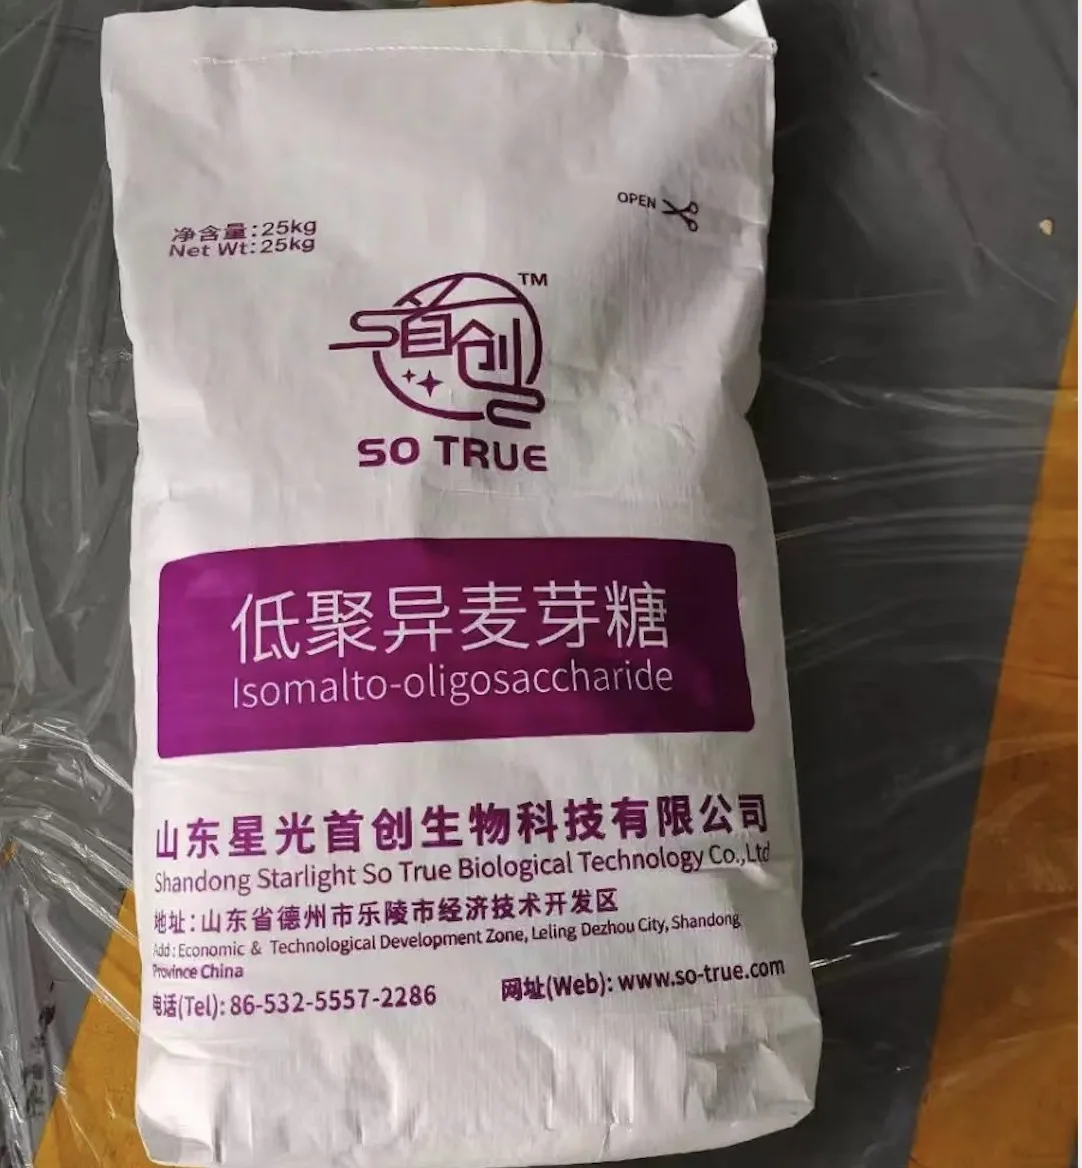 净含量:25kg
Net Wt:25kg
OPEN
TM
首创
SO TRUE
低聚异麦芽糖
Isomalto-oligosaccharide
山东星光首创生物科技有限公司
Shandong Starlight So True Biological Technology Co.,Ltd
地址:山东省德州市乐陵市经济技术开发区
Add:Economic & Technological Development Zone, Leling Dezhou City, Shandong
Province China
电话(Tel): 86-532-5557-2286
网址(Web): www.so-true.com